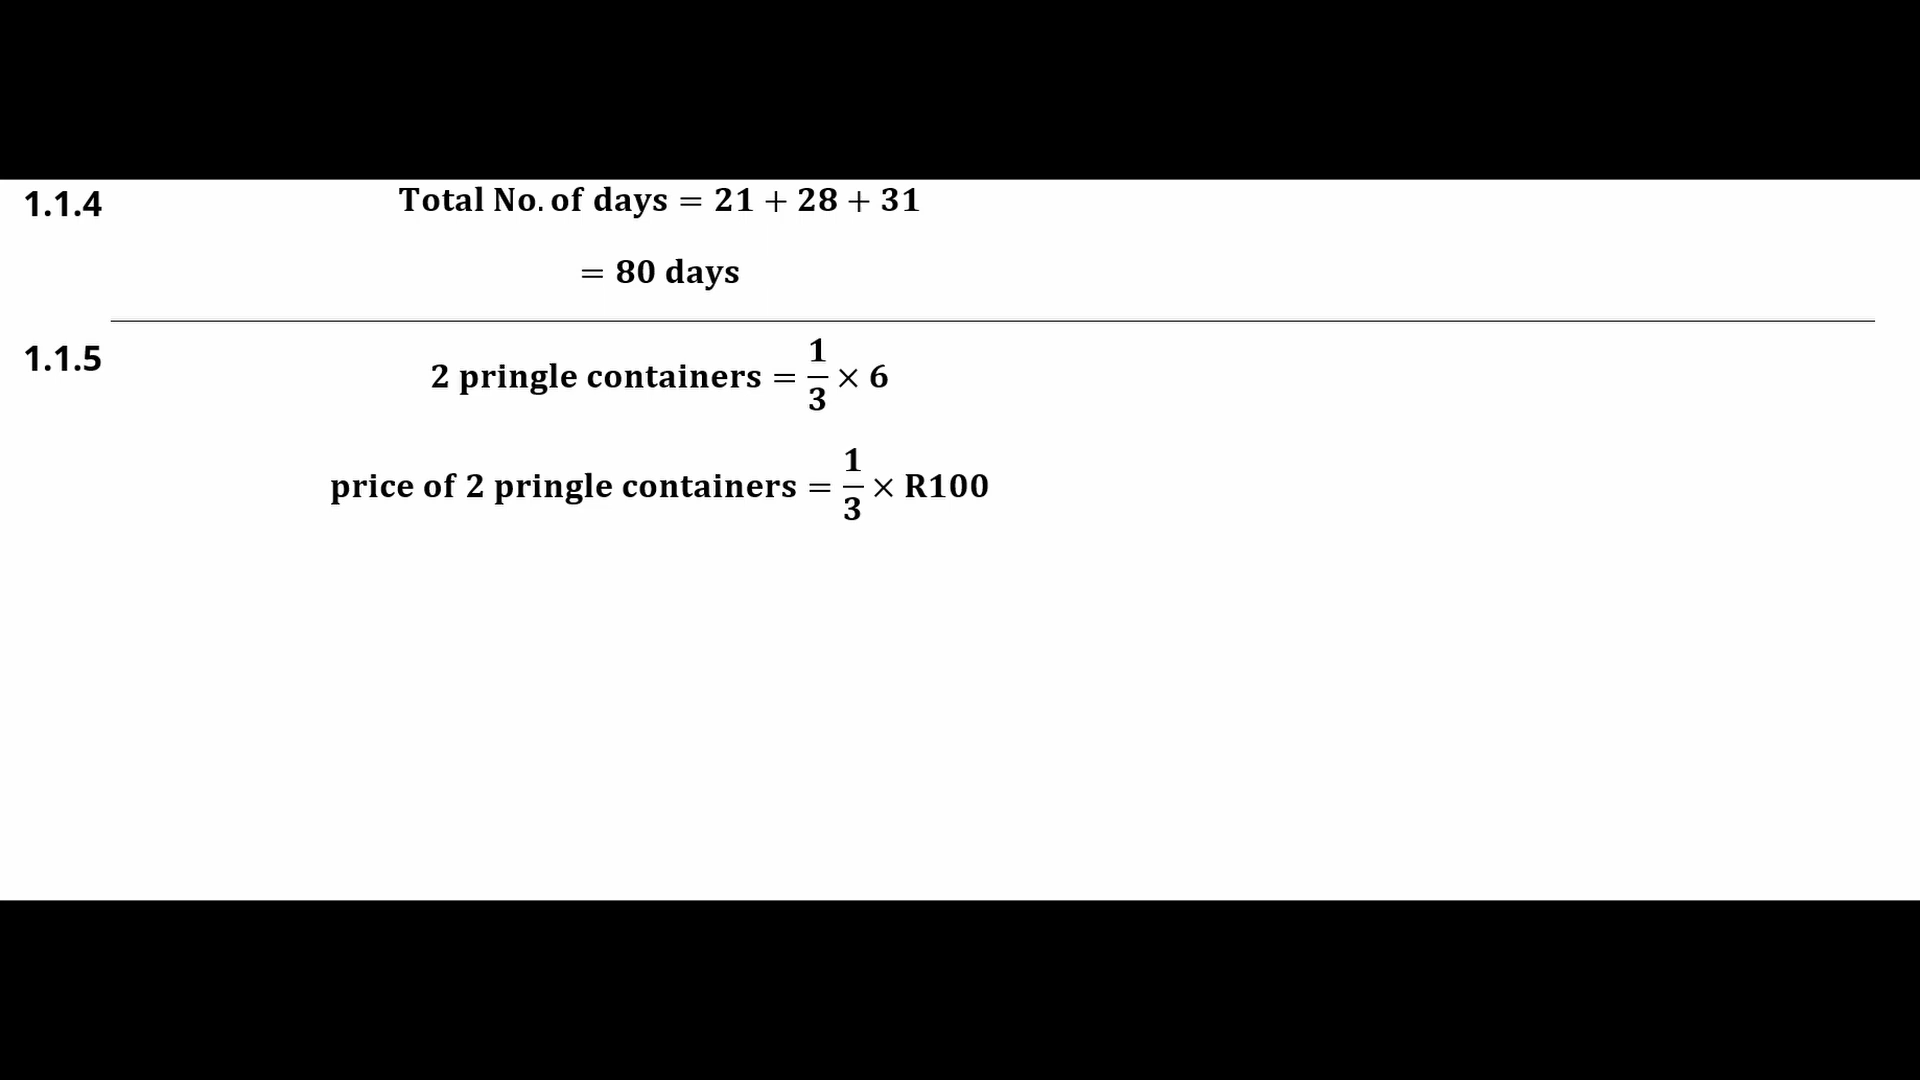 1.1.4 Total No. of days = 21 + 28 + 31
= 80 days
1.1.5 2 pringle containers = 1/3 × 6
price of 2 pringle containers = 1/3 × R100